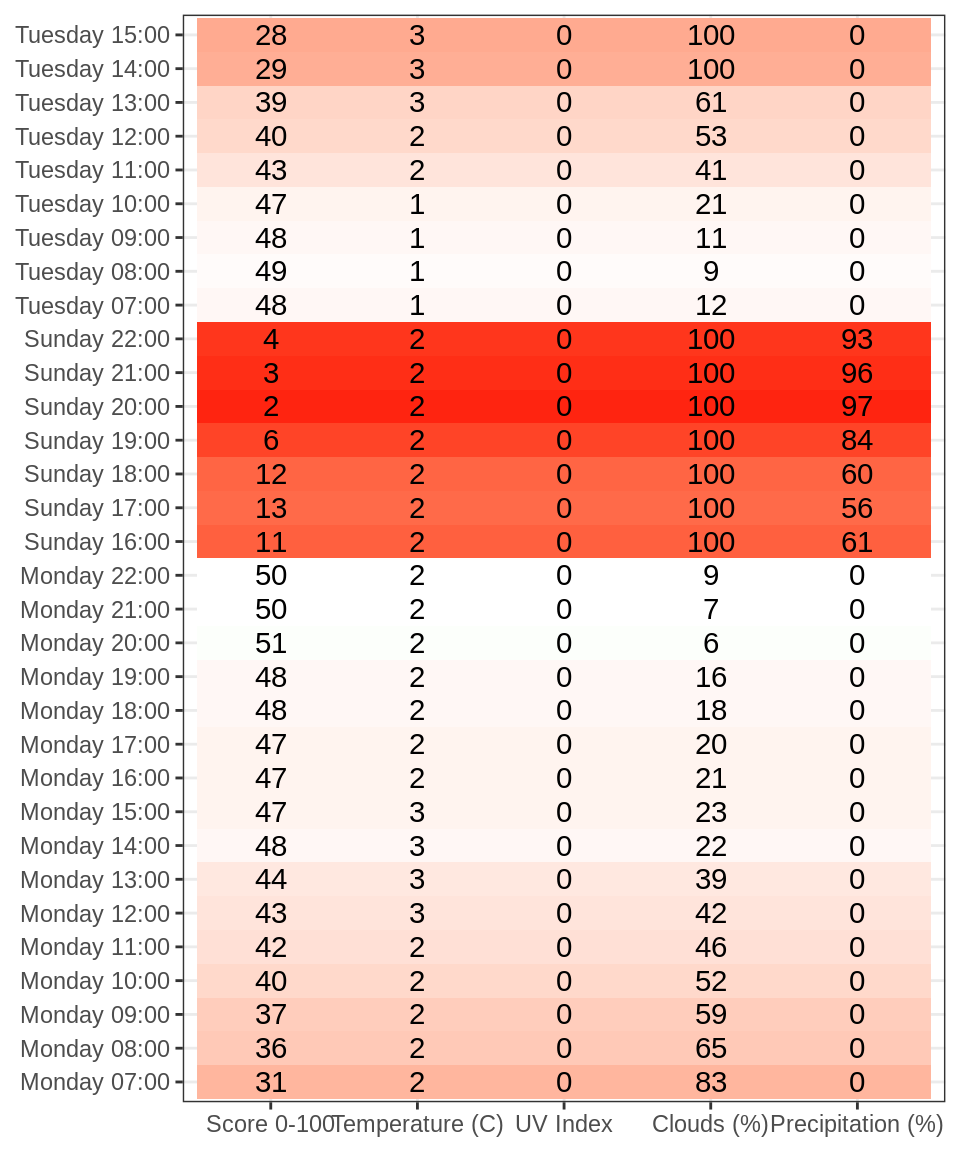 Tuesday 15:00 28 3 0 100 0
Tuesday 14:00 29 3 0 100 0
Tuesday 13:00 39 3 0 61 0
Tuesday 12:00 40 2 0 53 0
Tuesday 11:00 43 2 0 41 0
Tuesday 10:00 47 1 0 21 0
Tuesday 09:00 48 1 0 11 0
Tuesday 08:00 49 1 0 9 0
Tuesday 07:00 48 1 0 12 0
Sunday 22:00 4 2 0 100 93
Sunday 21:00 3 2 0 100 96
Sunday 20:00 2 2 0 100 97
Sunday 19:00 6 2 0 100 84
Sunday 18:00 12 2 0 100 60
Sunday 17:00 13 2 0 100 56
Sunday 16:00 11 2 0 100 61
Monday 22:00 50 2 0 9 0
Monday 21:00 50 2 0 7 0
Monday 20:00 51 2 0 6 0
Monday 19:00 48 2 0 16 0
Monday 18:00 48 2 0 18 0
Monday 17:00 47 2 0 20 0
Monday 16:00 47 2 0 21 0
Monday 15:00 47 3 0 23 0
Monday 14:00 48 3 0 22 0
Monday 13:00 44 3 0 39 0
Monday 12:00 43 3 0 42 0
Monday 11:00 42 2 0 46 0
Monday 10:00 40 2 0 52 0
Monday 09:00 37 2 0 59 0
Monday 08:00 36 2 0 65 0
Monday 07:00 31 2 0 83 0
Score 0-100 Temperature (C) UV Index Clouds (%) Precipitation (%)